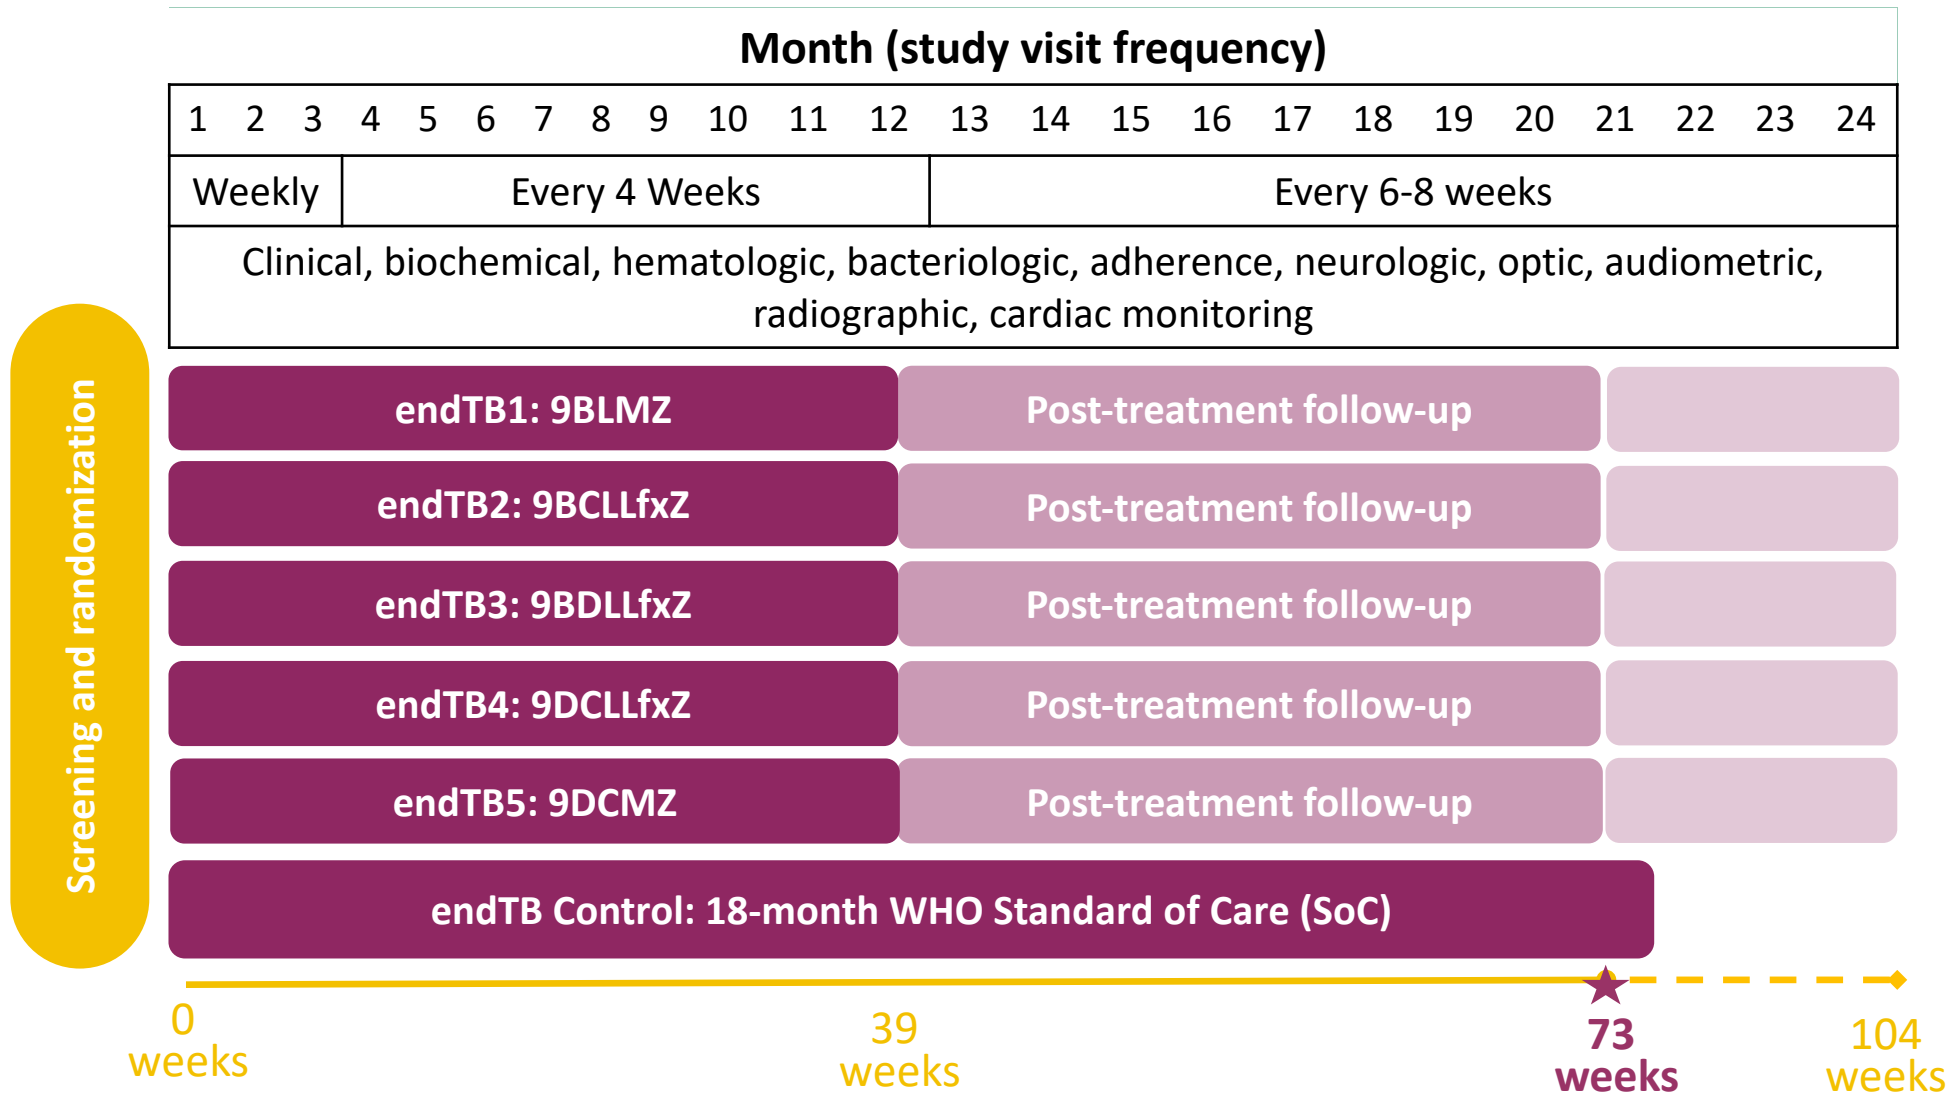 Month (study visit frequency)
1 2 3 4 5 6 7 8 9 10 11 12 13 14 15 16 17 18 19 20 21 22 23 24
Weekly Every 4 Weeks Every 6-8 weeks
Clinical, biochemical, hematologic, bacteriologic, adherence, neurologic, optic, audiometric,
radiographic, cardiac monitoring
Screening and randomization
endTB1: 9BLMZ Post-treatment follow-up
endTB2: 9BCLLfxZ Post-treatment follow-up
endTB3: 9BDLLfxZ Post-treatment follow-up
endTB4: 9DCLLfxZ Post-treatment follow-up
endTB5: 9DCMZ Post-treatment follow-up
endTB Control: 18-month WHO Standard of Care (SoC)
0 39 73 104
weeks weeks weeks weeks